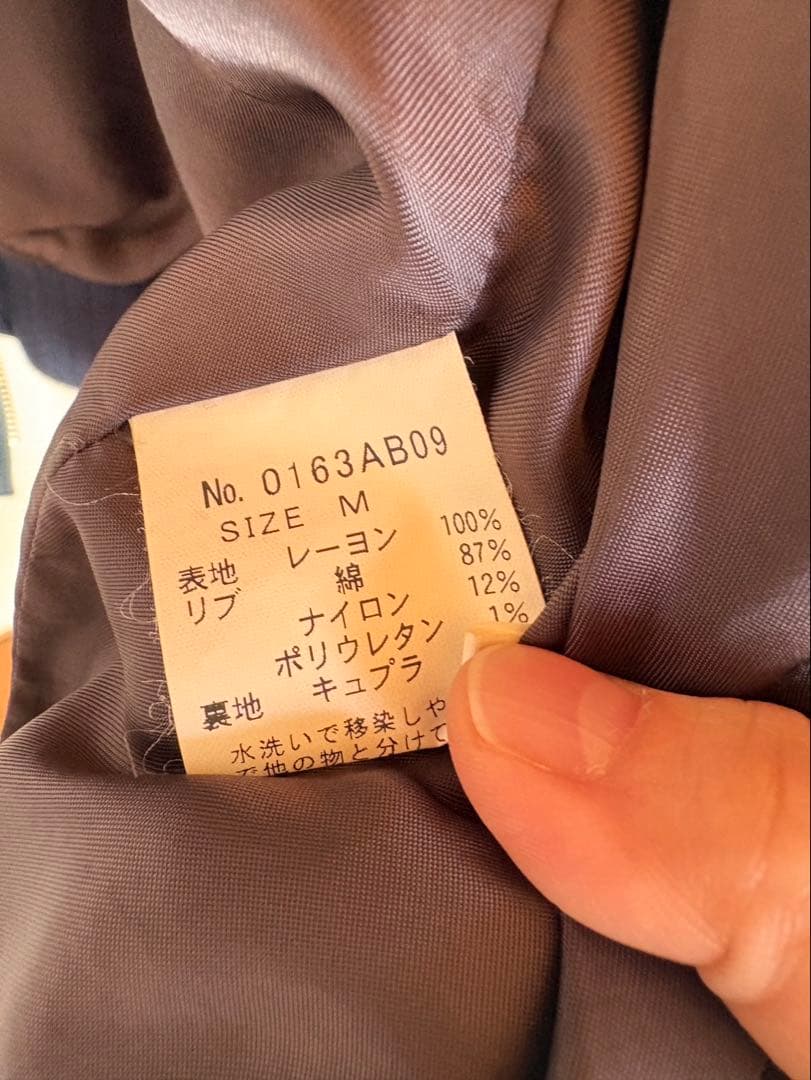 No. 0163AB09
SIZE M
表地 レーヨン 100%
リブ 綿 87%
ナイロン 12%
ポリウレタン 1%
裏地 キュプラ
水洗いで移染しや
で他の物と分けて